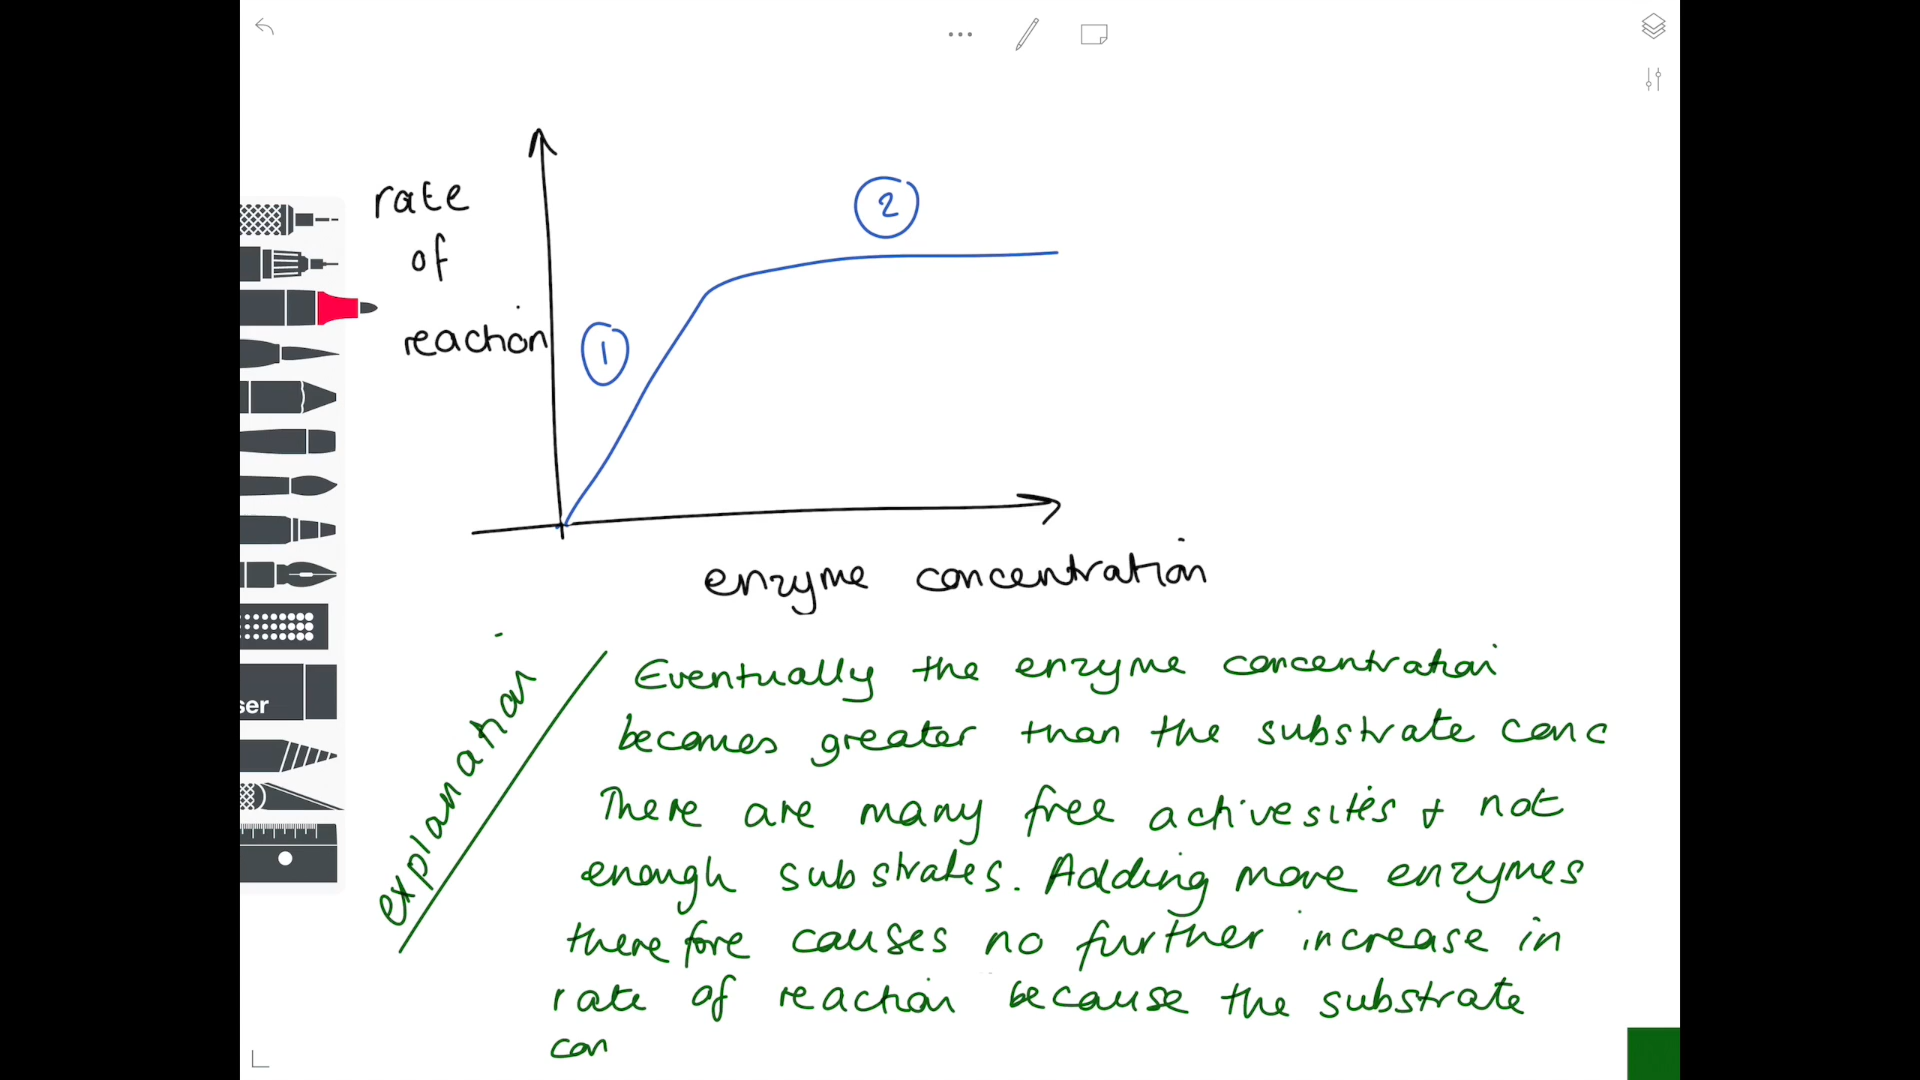 rate
of
reaction
1
2
enzyme concentration
explanation
Eventually the enzyme concentration
becomes greater than the substrate conc
There are many free active sites + not
enough substrates. Adding more enzymes
therefore causes no further increase in
rate of reaction because the substrate
con
ser